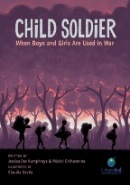 CHILD SOLDIER
When Boys and Girls Are Used in War
WRITTEN BY
Jessica Dee Humphreys & Michel Chikwanine
ILLUSTRATED BY
Claudia Dávila